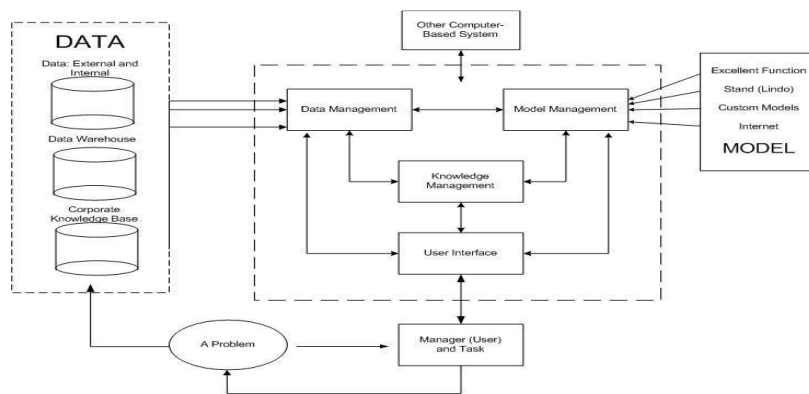 DATA
Data: External and
Internal
Data Warehouse
Corporate
Knowledge Base
Other Computer-
Based System
Data Management
Model Management
Knowledge
Management
User Interface
Excellent Function
Stand (Lindo)
Custom Models
Internet
MODEL
A Problem
Manager (User)
and Task